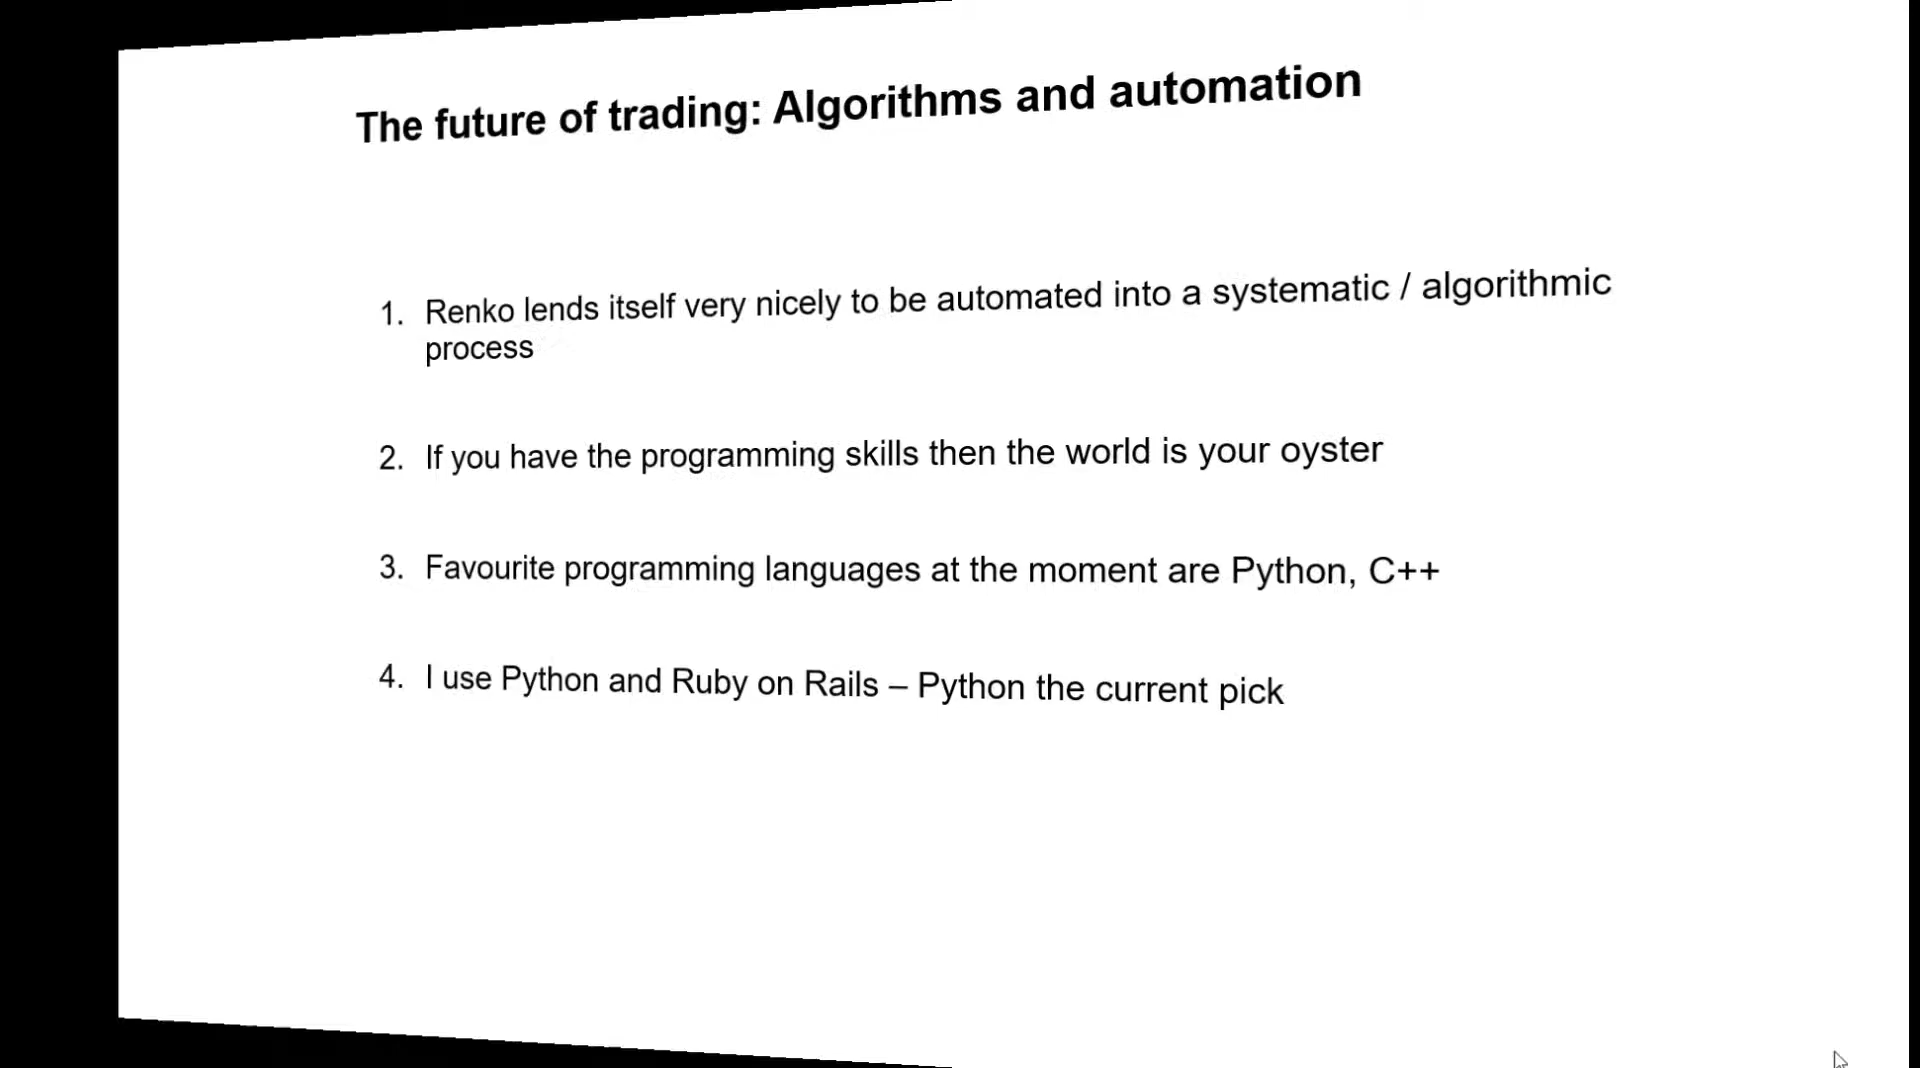 The future of trading: Algorithms and automation
1. Renko lends itself very nicely to be automated into a systematic / algorithmic
process
2. If you have the programming skills then the world is your oyster
3. Favourite programming languages at the moment are Python, C++
4. I use Python and Ruby on Rails – Python the current pick